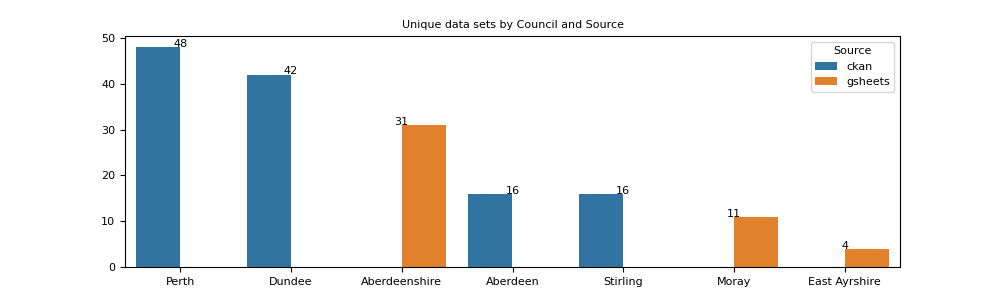 Unique data sets by Council and Source
50
40
30
20
10
0
48
42
31
16
16
11
4
Source
ckan
gsheets
Perth
Dundee
Aberdeenshire
Aberdeen
Stirling
Moray
East Ayrshire